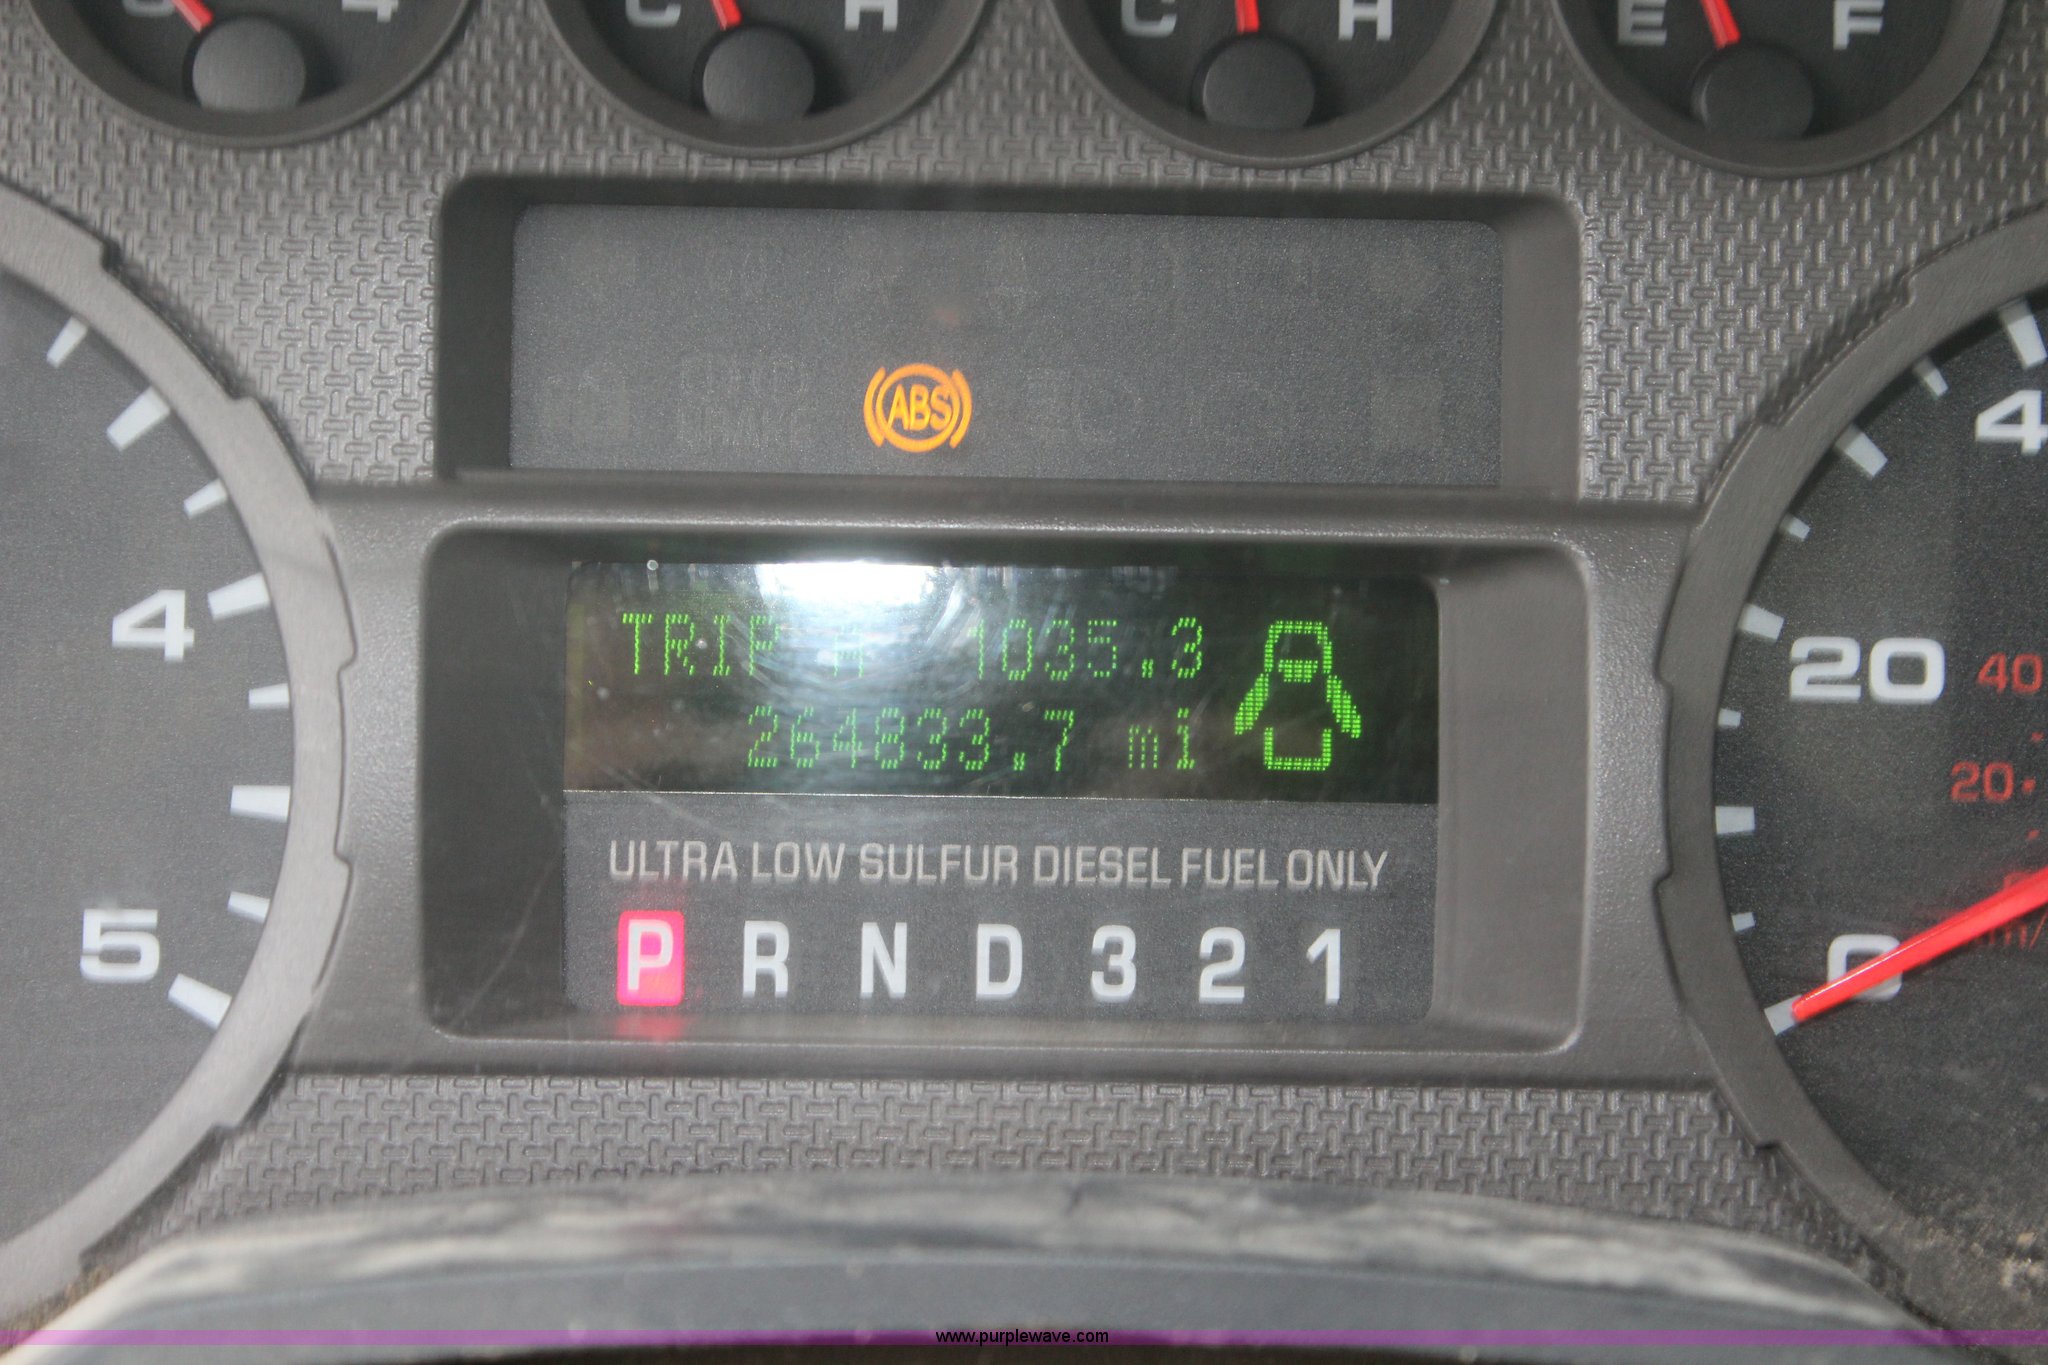 C H
C H
E F
4
ABS
4
5
TRIP A 1035.3
264833.7 mi
ULTRA LOW SULFUR DIESEL FUEL ONLY
P R N D 3 2 1
4
20
40
20
0
www.purplewave.com